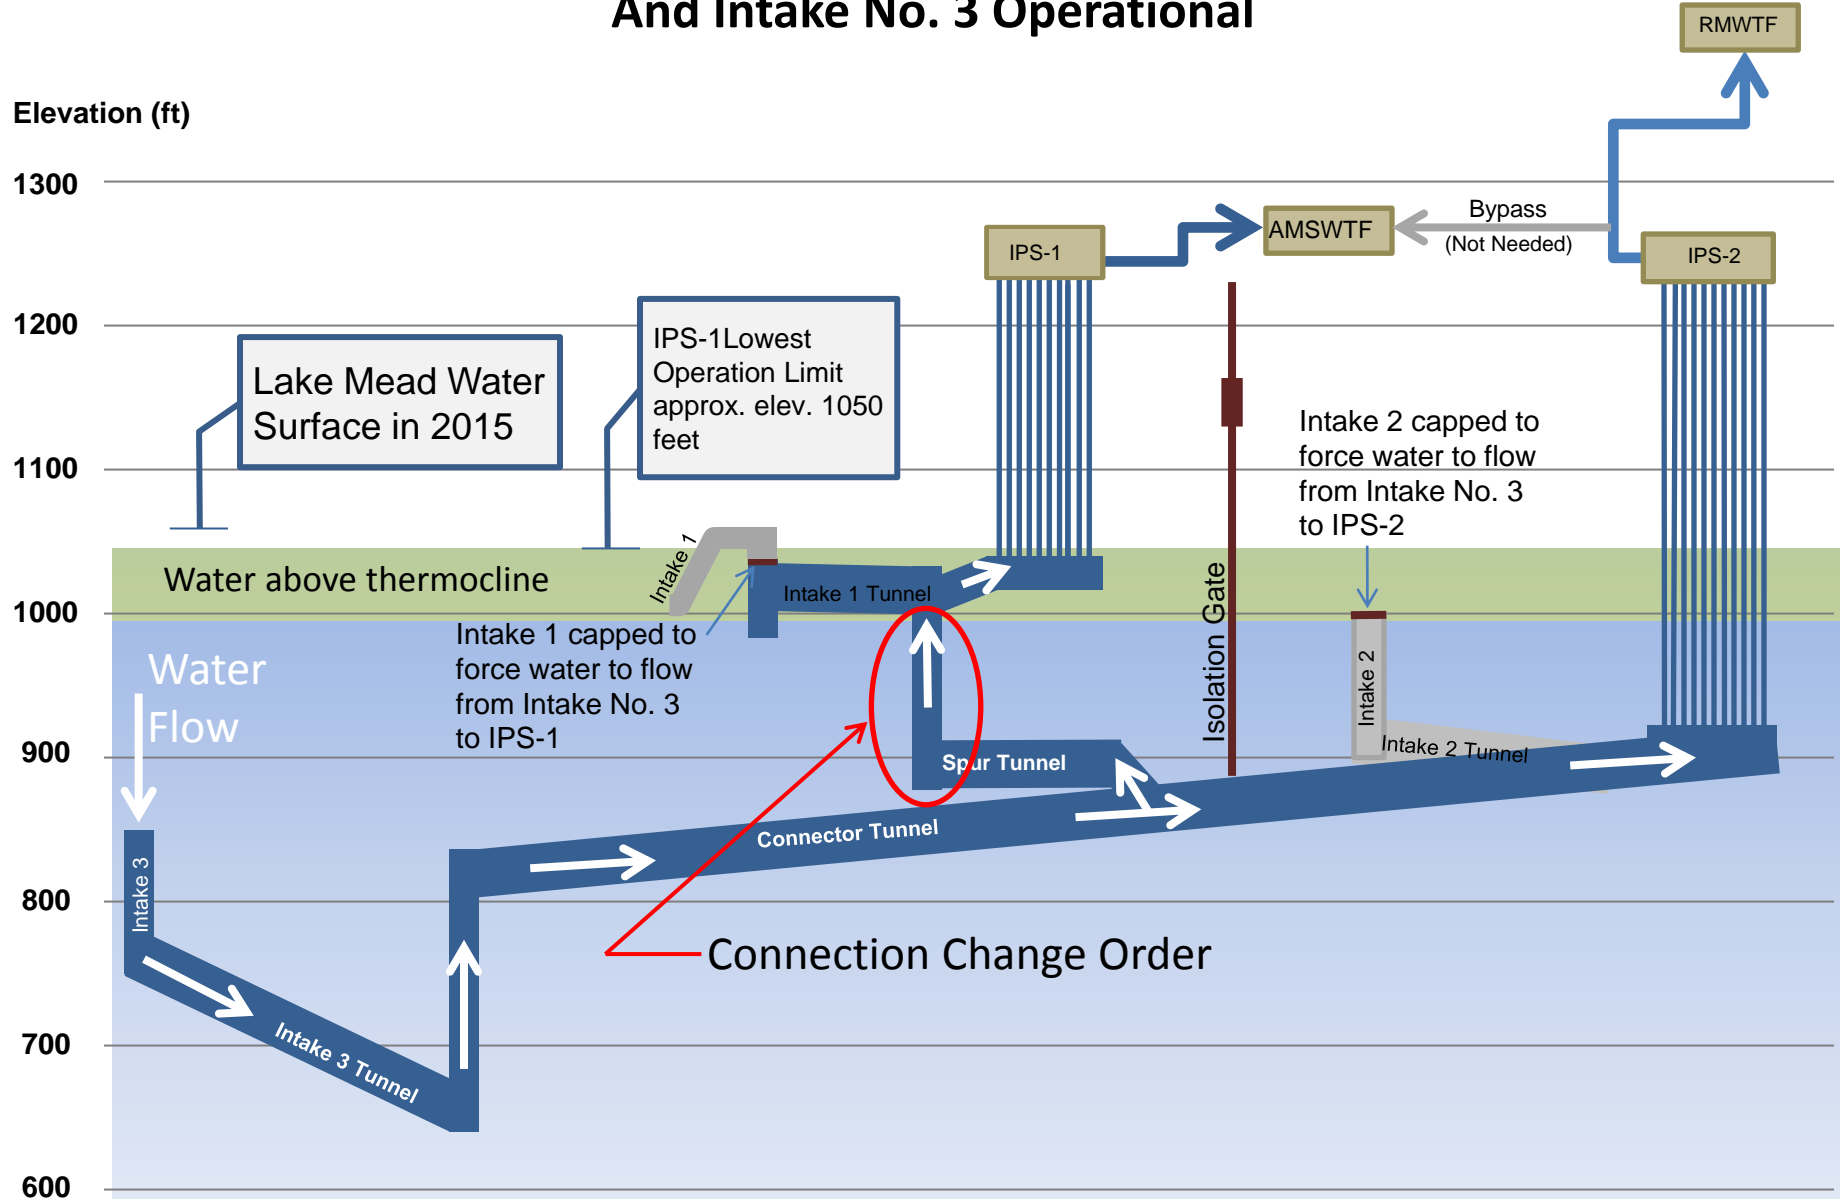 And Intake No. 3 Operational
RMWTF
Elevation (ft)
1300
Bypass
(Not Needed)
AMSWTF
IPS-1
IPS-2
1200
Lake Mead Water
Surface in 2015
IPS-1Lowest
Operation Limit
approx. elev. 1050
feet
Intake 2 capped to
force water to flow
from Intake No. 3
to IPS-2
1100
Water above thermocline
Intake 1
Intake 1 Tunnel
1000
Intake 1 capped to
force water to flow
from Intake No. 3
to IPS-1
Isolation Gate
Intake 2
Water
Flow
900
Spur Tunnel
Intake 2 Tunnel
Connector Tunnel
Intake 3
800
Connection Change Order
Intake 3 Tunnel
700
600